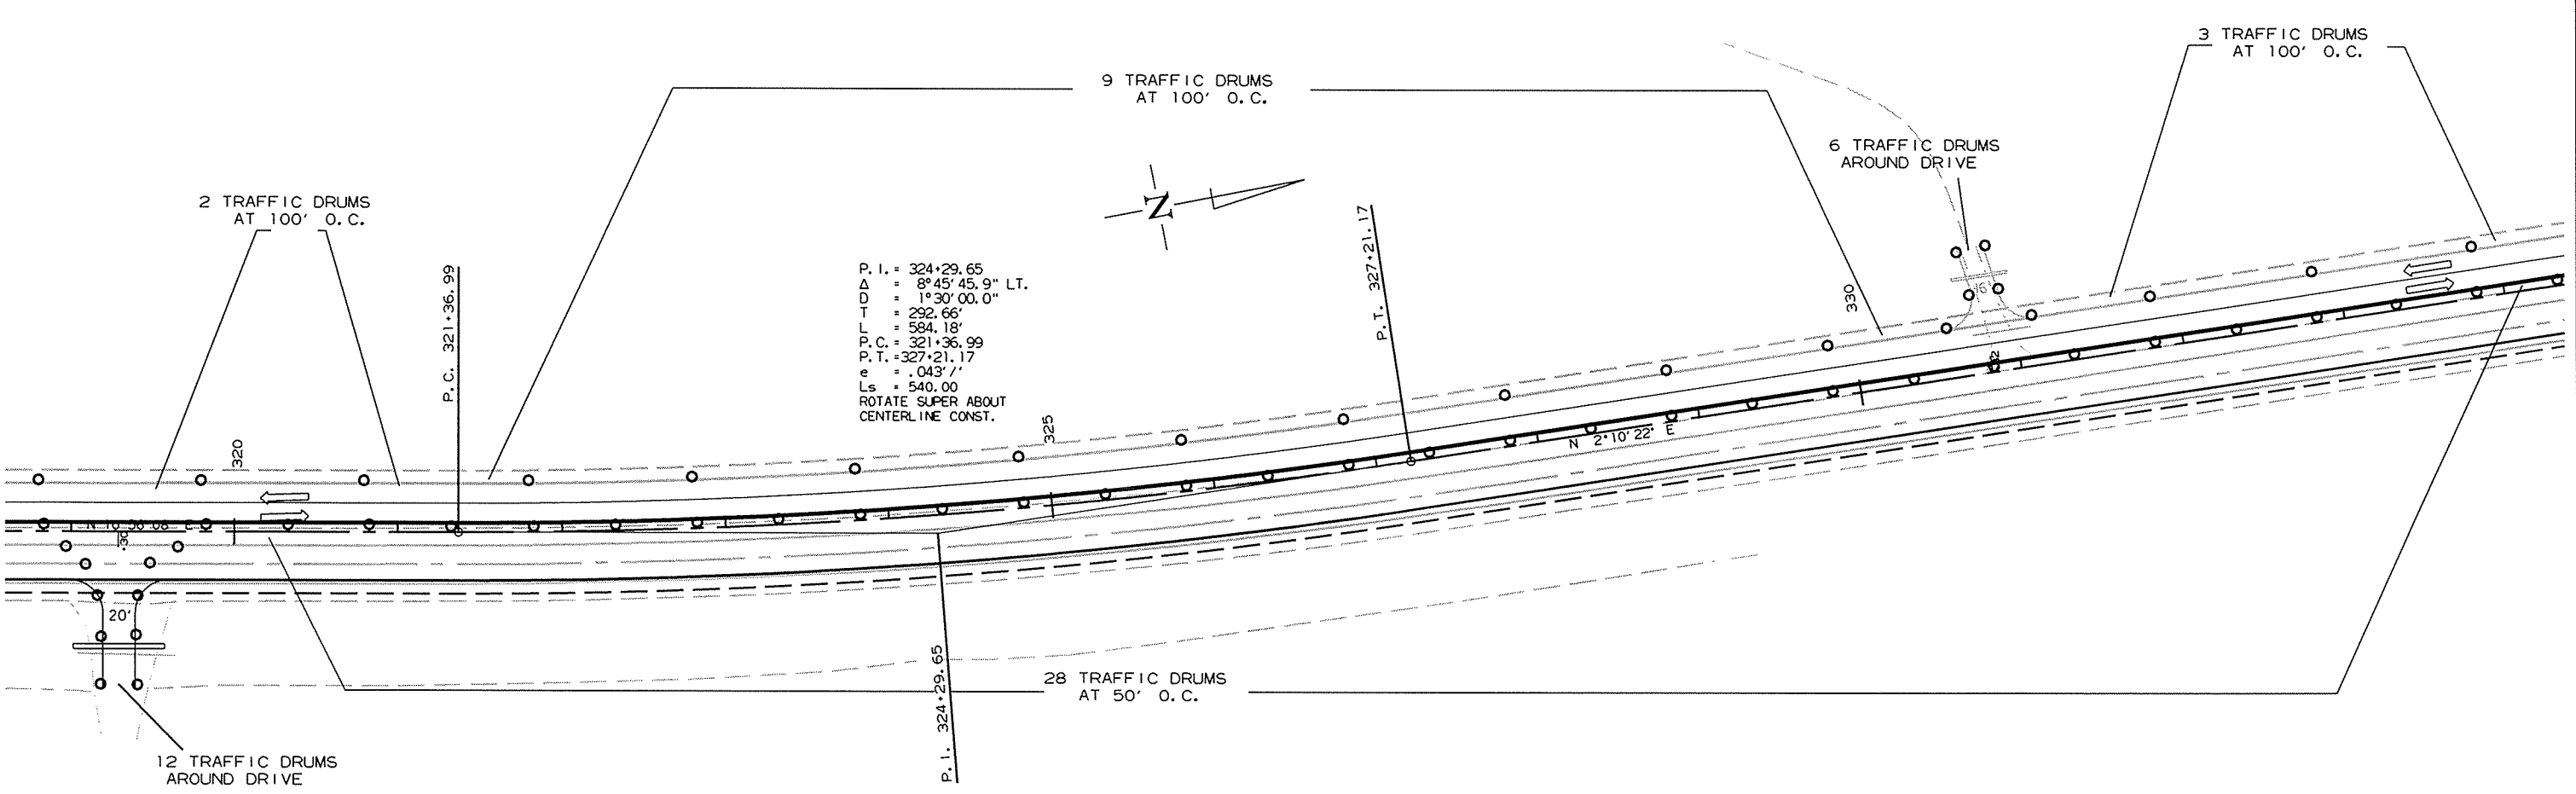 3 TRAFFIC DRUMS
AT 100' O.C.
9 TRAFFIC DRUMS
AT 100' O.C.
6 TRAFFIC DRUMS
AROUND DRIVE
2 TRAFFIC DRUMS
AT 100' O.C.
N
P.C. 321+36.99
P.T. 327+21.17
P.I. = 324+29.65
Δ = 8°45'45.9" LT.
D = 1°30'00.0"
T = 292.66'
L = 584.18'
P.C. = 321+36.99
P.T. =327+21.17
e = .043'/'
Ls = 540.00
ROTATE SUPER ABOUT
CENTERLINE CONST.
16'
330
320
325
N 2°10'22" E
.30
20'
P.I. 324+29.65
28 TRAFFIC DRUMS
AT 50' O.C.
12 TRAFFIC DRUMS
AROUND DRIVE